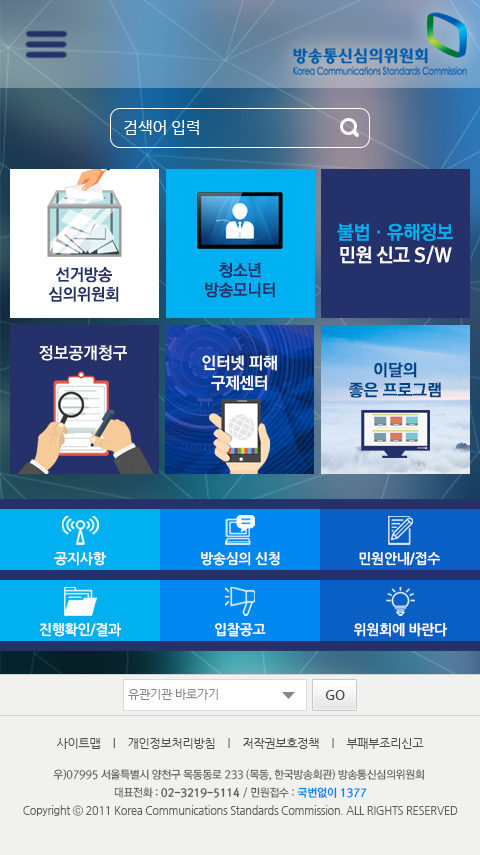 방송통신심의위원회
Korea Communications Standards Commission
검색어 입력
선거방송
심의위원회
청소년
방송모니터
불법 · 유해정보
민원 신고 S/W
정보공개청구
인터넷 피해
구제센터
이달의
좋은 프로그램
공지사항
방송심의 신청
민원안내/접수
진행확인/결과
입찰공고
위원회에 바란다
유관기관 바로가기
GO
사이트맵 | 개인정보처리방침 | 저작권보호정책 | 부패부조리신고
우)07995 서울특별시 양천구 목동동로 233 (목동, 한국방송회관) 방송통신심의위원회
대표전화 : 02-3219-5114 / 민원접수 : 국번없이 1377
Copyright ⓒ 2011 Korea Communications Standards Commission. ALL RIGHTS RESERVED